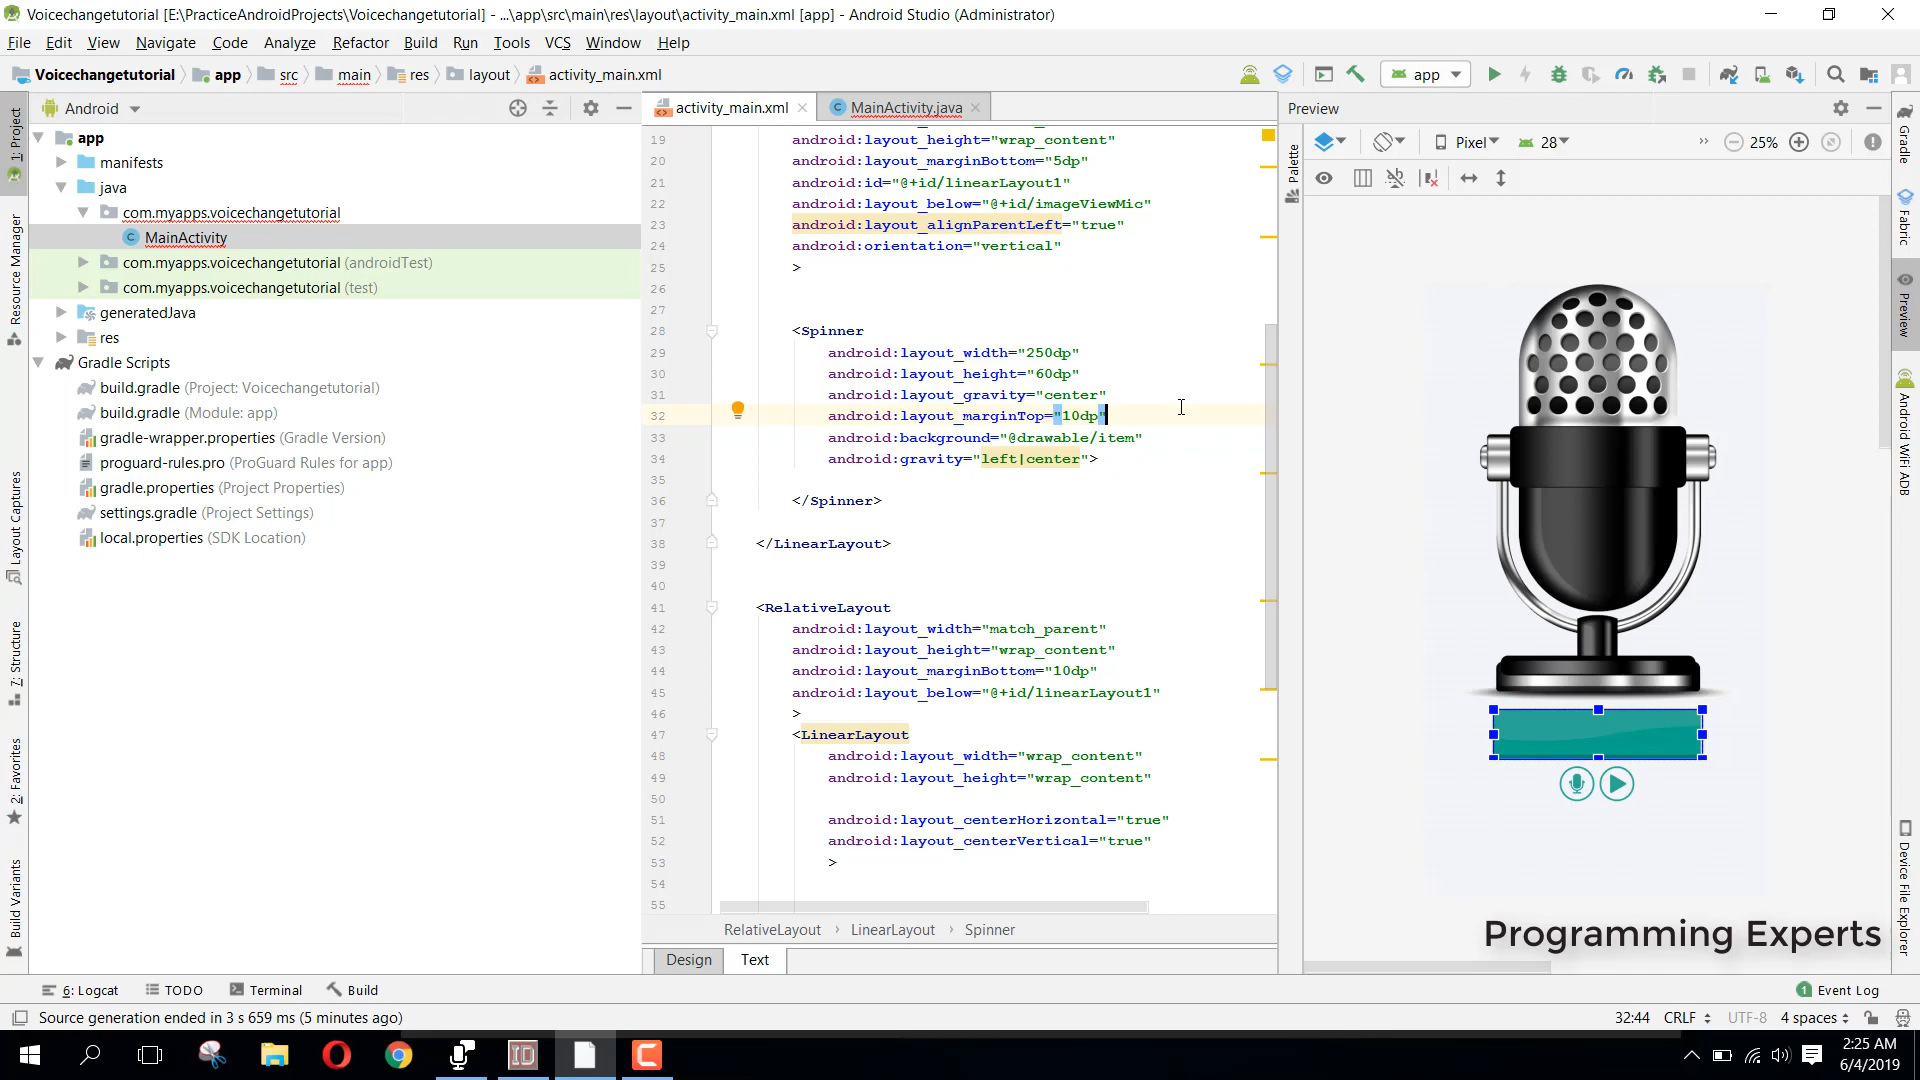 Voicechangetutorial [E:\PracticeAndroidProjects\Voicechangetutorial] - ...\app\src\main\res\layout\activity_main.xml [app] - Android Studio (Administrator)
File Edit View Navigate Code Analyze Refactor Build Run Tools VCS Window Help
Voicechangetutorial app src main res layout activity_main.xml
app
Android
activity_main.xml
MainActivity.java
Preview
Pixel 28 25%
1: Project
Resource Manager
Layout Captures
7: Structure
2: Favorites
Build Variants
app
manifests
java
com.myapps.voicechangetutorial
MainActivity
com.myapps.voicechangetutorial (androidTest)
com.myapps.voicechangetutorial (test)
generatedJava
res
Gradle Scripts
build.gradle (Project: Voicechangetutorial)
build.gradle (Module: app)
gradle-wrapper.properties (Gradle Version)
proguard-rules.pro (ProGuard Rules for app)
gradle.properties (Project Properties)
settings.gradle (Project Settings)
local.properties (SDK Location)
19 android:layout_height="wrap_content"
20 android:layout_marginBottom="5dp"
21 android:id="@+id/linearLayout1"
22 android:layout_below="@+id/imageViewMic"
23 android:layout_alignParentLeft="true"
24 android:orientation="vertical"
25 >
26
27
28 <Spinner
29 android:layout_width="250dp"
30 android:layout_height="60dp"
31 android:layout_gravity="center"
32 android:layout_marginTop="10dp"
33 android:background="@drawable/item"
34 android:gravity="left|center">
35
36 </Spinner>
37
38 </LinearLayout>
39
40
41 <RelativeLayout
42 android:layout_width="match_parent"
43 android:layout_height="wrap_content"
44 android:layout_marginBottom="10dp"
45 android:layout_below="@+id/linearLayout1"
46 >
47 <LinearLayout
48 android:layout_width="wrap_content"
49 android:layout_height="wrap_content"
50
51 android:layout_centerHorizontal="true"
52 android:layout_centerVertical="true"
53 >
54
55
RelativeLayout › LinearLayout › Spinner
Design Text
Palette
Gradle
Fabric
Preview
Android WiFi ADB
Device File Explorer
Programming Experts
6: Logcat TODO Terminal Build
1 Event Log
Source generation ended in 3 s 659 ms (5 minutes ago)
32:44 CRLF UTF-8 4 spaces
2:25 AM
6/4/2019